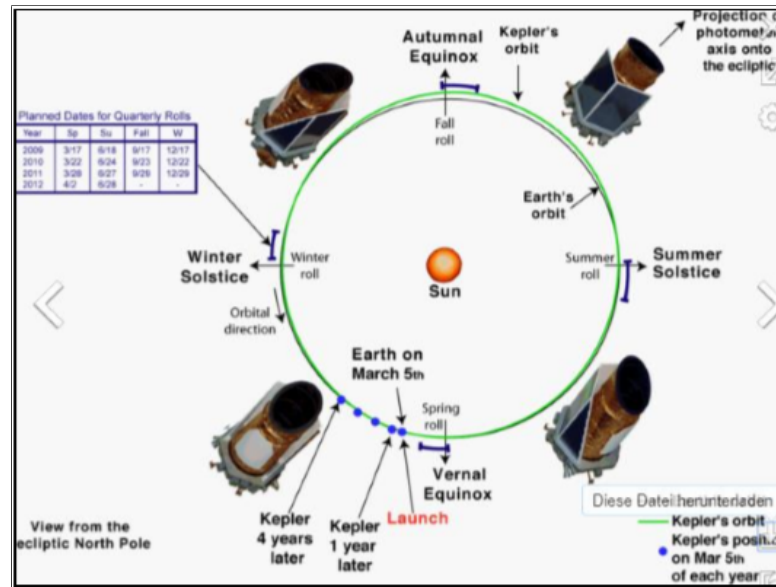 Projection o
photomete
axis onto
the ecliptic
Autumnal
Equinox
Kepler's
orbit
Planned Dates for Quarterly Rolls
Year Sp Su Fall W
2009 3/17 6/18 9/17 12/17
2010 3/22 6/24 9/23 12/22
2011 3/28 6/27 9/29 12/29
2012 4/2 6/28 - -
Fall
roll
Earth's
orbit
Winter
Solstice
Winter
roll
Sun
Summer
roll
Summer
Solstice
Orbital
direction
Earth on
March 5th
Spring
roll
Vernal
Equinox
Launch
Kepler
4 years
later
Kepler
1 year
later
View from the
ecliptic North Pole
Diese Datei herunterladen
Kepler's orbit
Kepler's positi
on Mar 5th
of each year